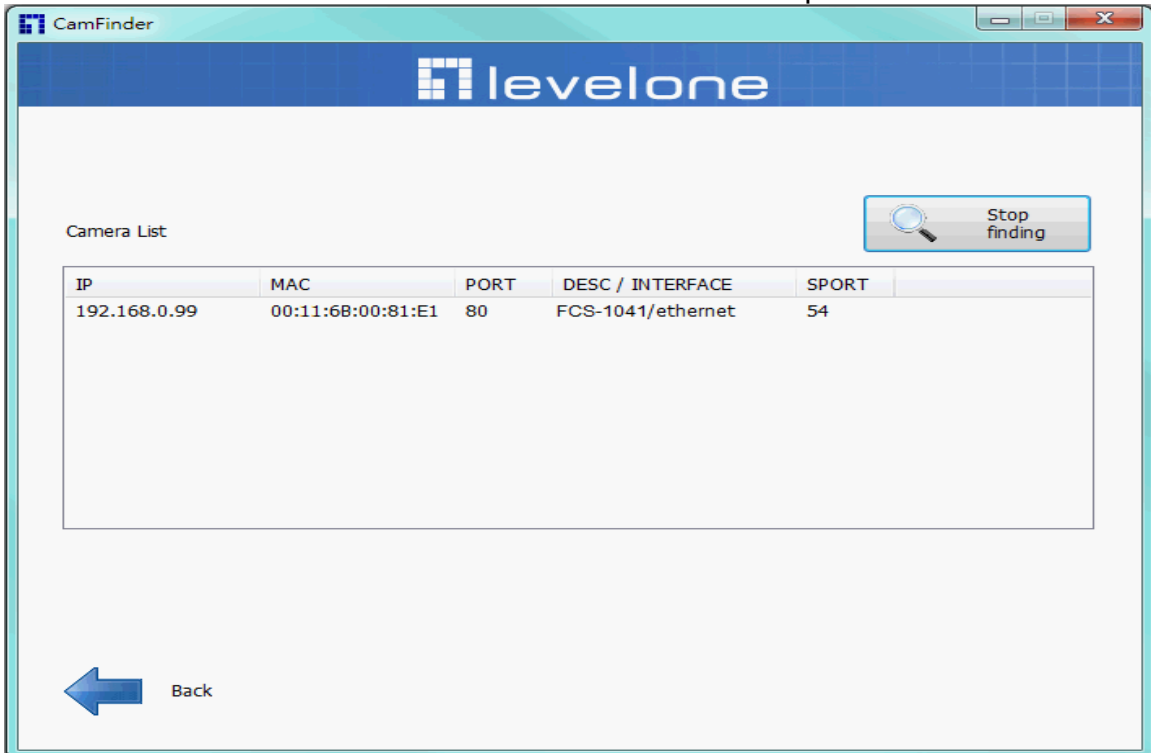 CamFinder
levelone
Stop
finding
Camera List
IP MAC PORT DESC / INTERFACE SPORT
192.168.0.99 00:11:6B:00:81:E1 80 FCS-1041/ethernet 54
Back